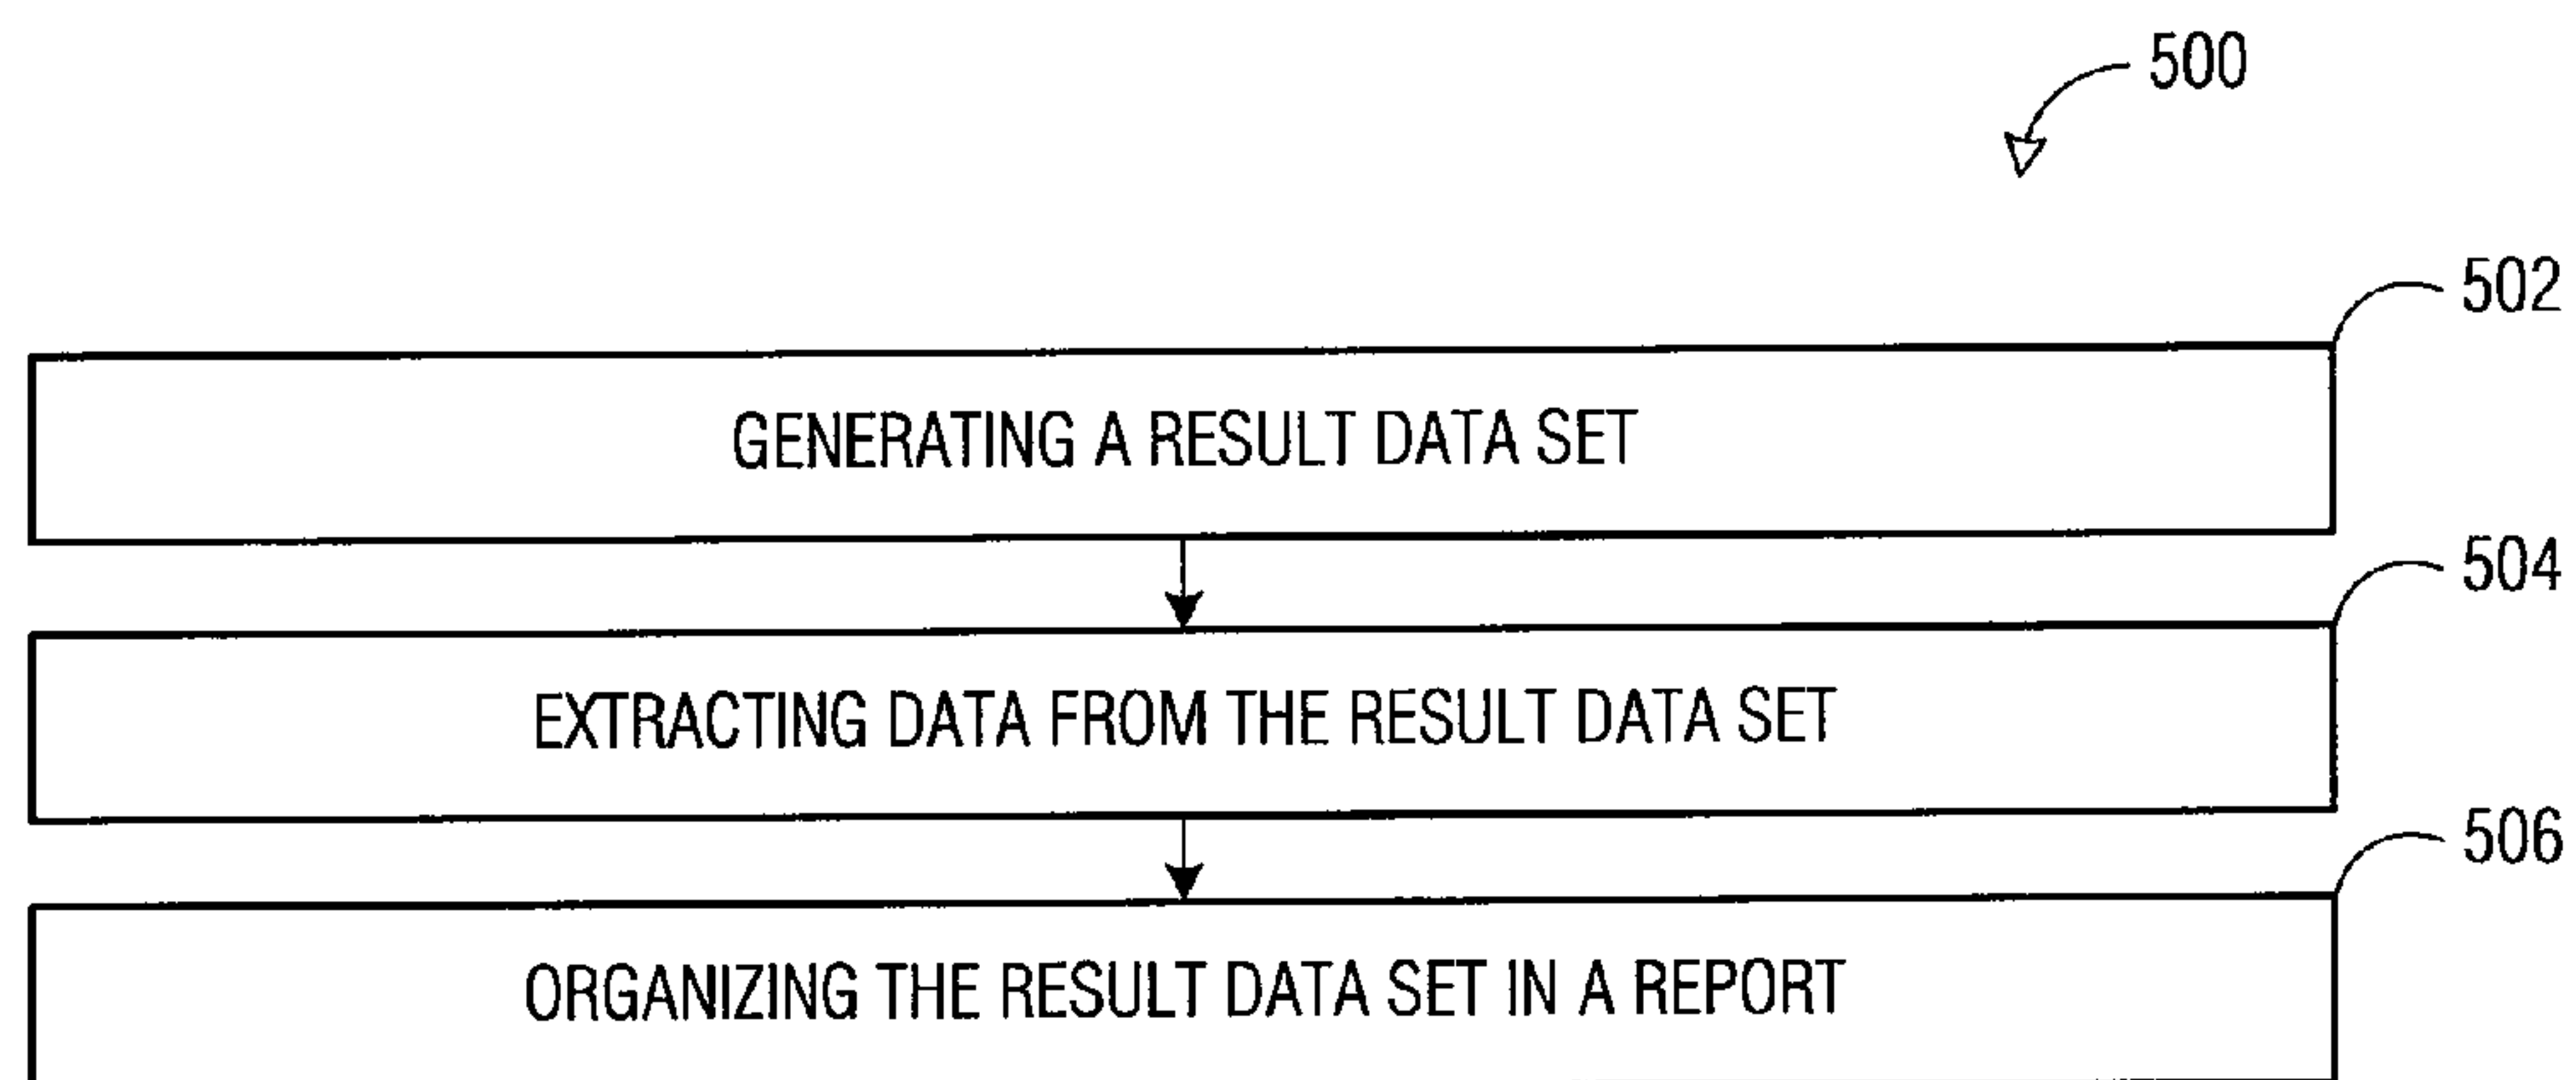 500
502
GENERATING A RESULT DATA SET
504
EXTRACTING DATA FROM THE RESULT DATA SET
506
ORGANIZING THE RESULT DATA SET IN A REPORT